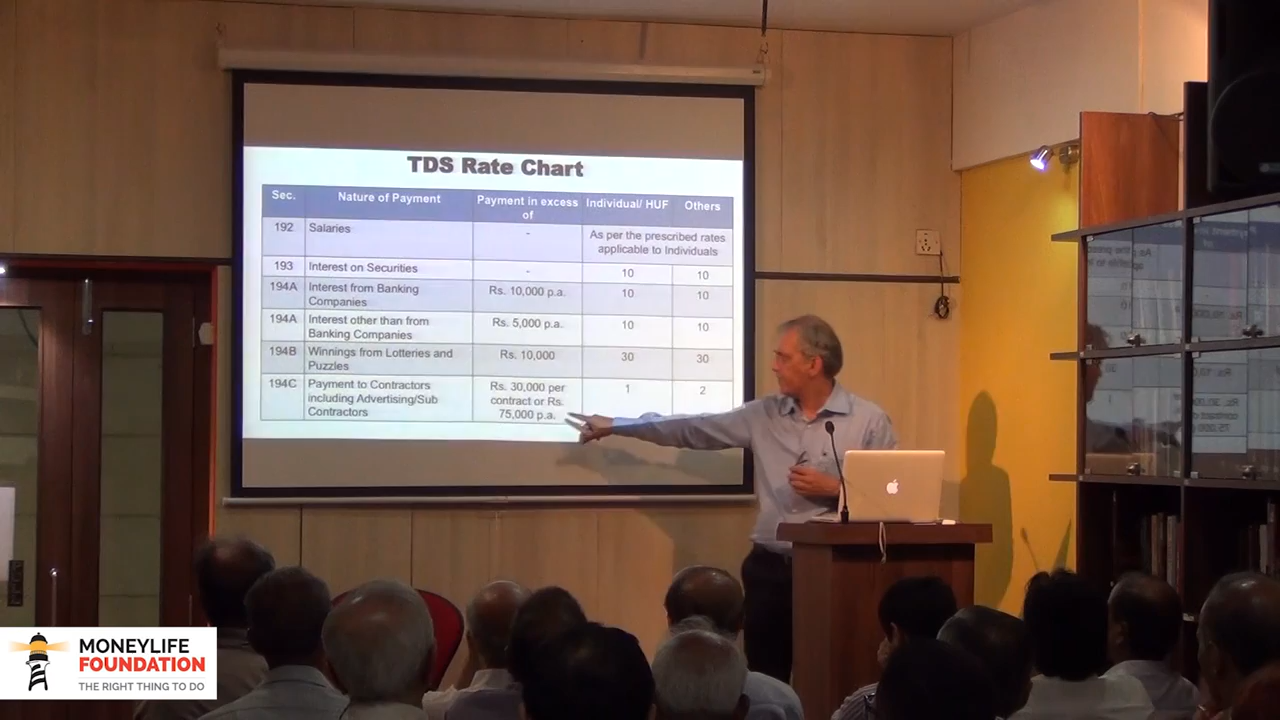 TDS Rate Chart
Sec. Nature of Payment Payment in excess of Individual/ HUF Others
192 Salaries - As per the prescribed rates applicable to Individuals
193 Interest on Securities - 10 10
194A Interest from Banking Companies Rs. 10,000 p.a. 10 10
194A Interest other than from Banking Companies Rs. 5,000 p.a. 10 10
194B Winnings from Lotteries and Puzzles Rs. 10,000 30 30
194C Payment to Contractors including Advertising/Sub Contractors Rs. 30,000 per contract or Rs. 75,000 p.a. 1 2
MONEYLIFE
FOUNDATION
THE RIGHT THING TO DO